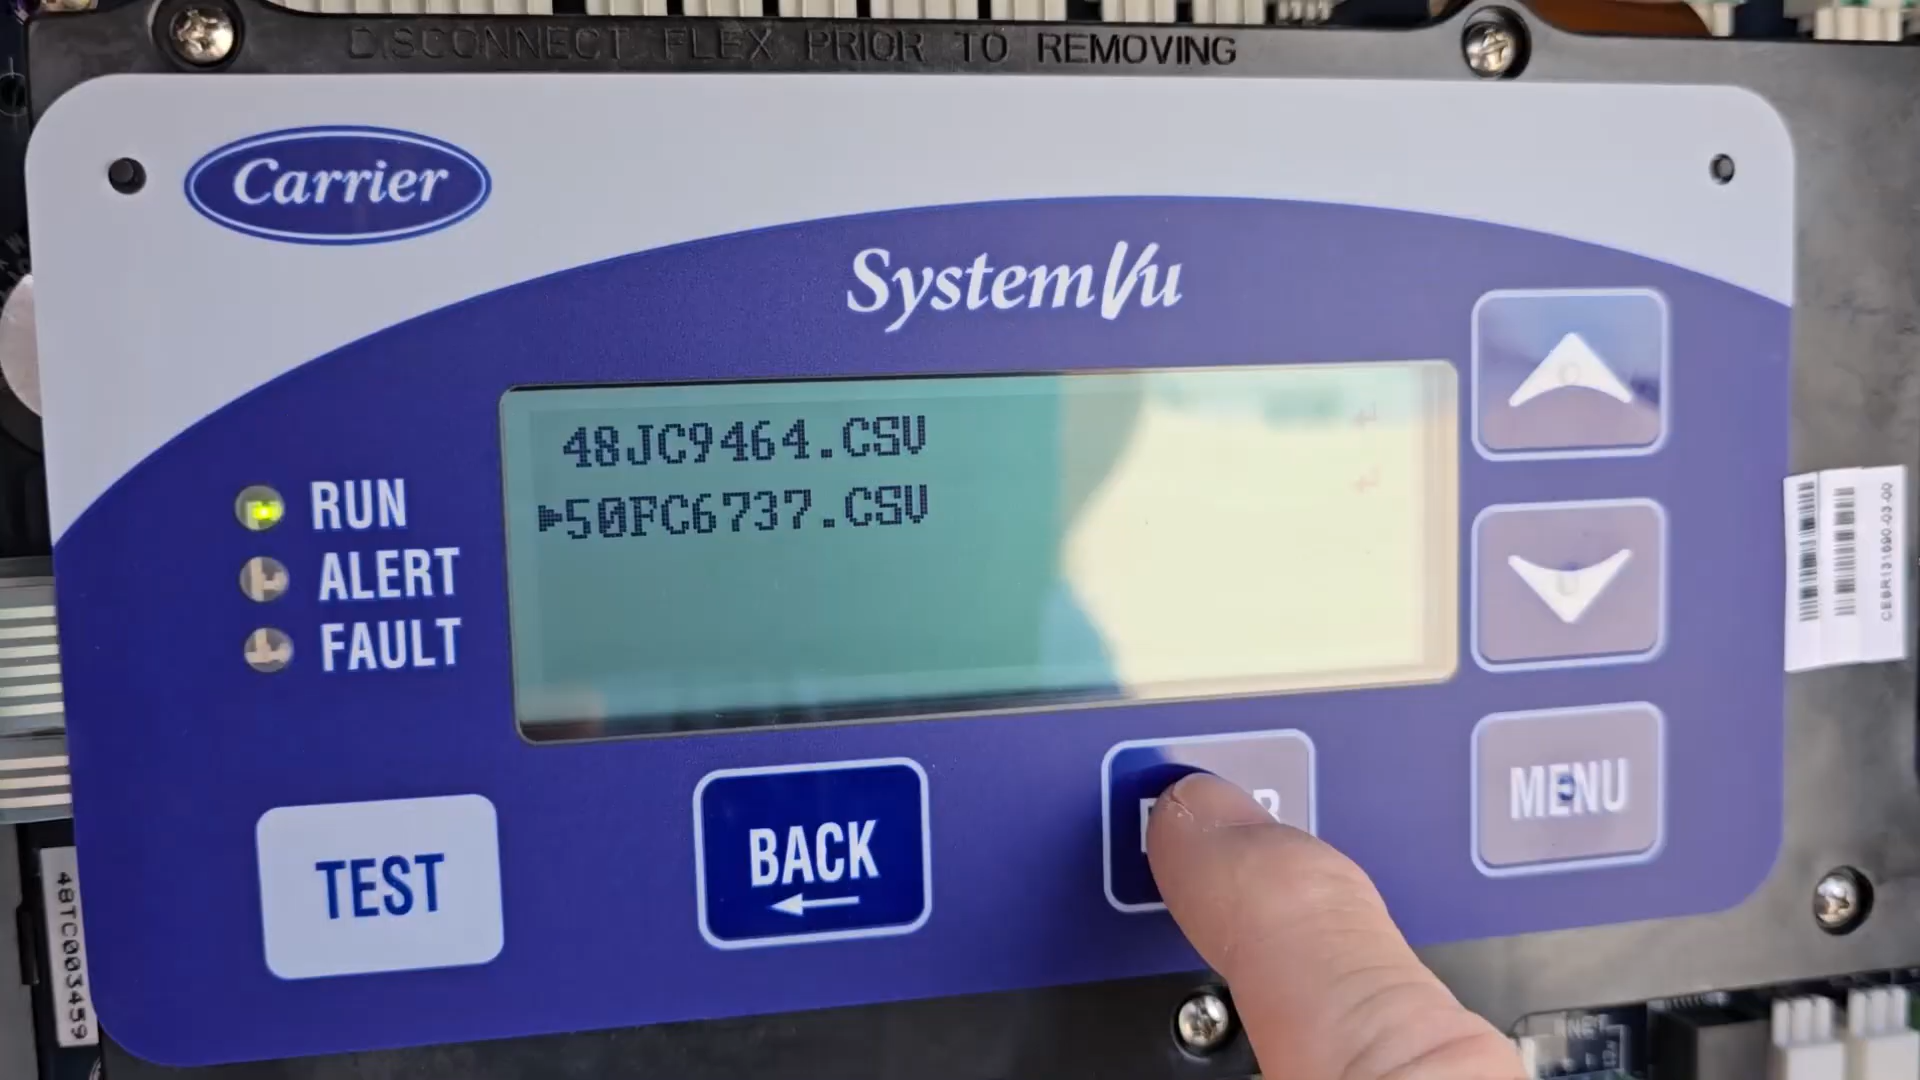 DISCONNECT FLEX PRIOR TO REMOVING
Carrier
SystemVu
48JC9464.CSV
▶50FC6737.CSV
RUN
ALERT
FAULT
TEST
BACK
MENU
48TC003459